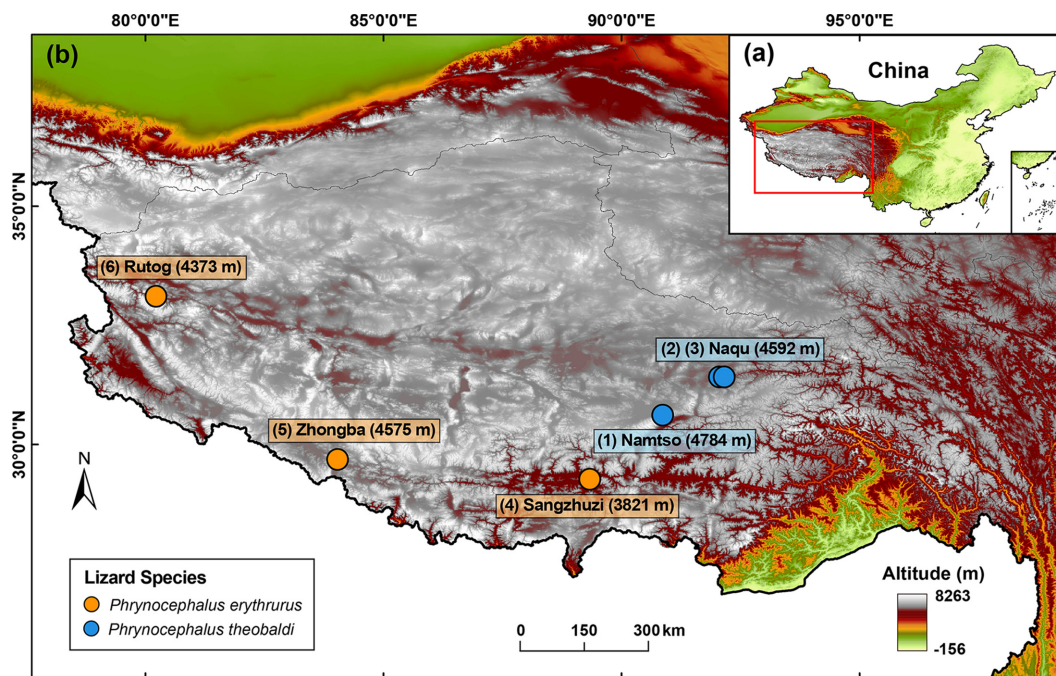 80°0'0"E 85°0'0"E 90°0'0"E 95°0'0"E
(b)
(a)
China
35°0'0"N
(6) Rutog (4373 m)
(2) (3) Naqu (4592 m)
(5) Zhongba (4575 m)
(1) Namtso (4784 m)
30°0'0"N
N
(4) Sangzhuzi (3821 m)
Lizard Species
Phrynocephalus erythrurus
Phrynocephalus theobaldi
0 150 300 km
Altitude (m)
8263
-156